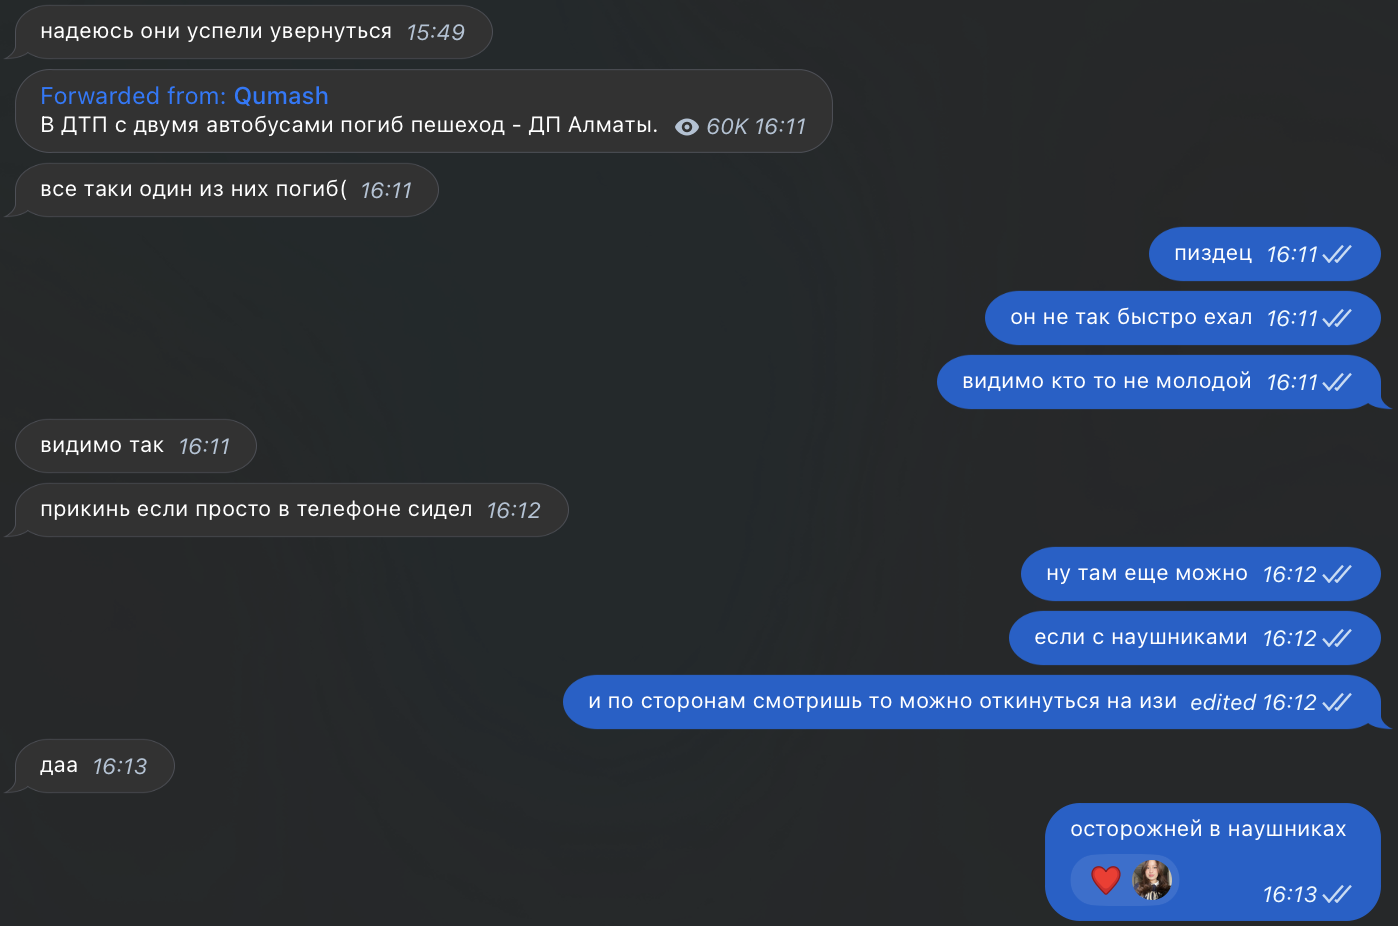 надеюсь они успели увернуться 15:49
Forwarded from: Qumash
В ДТП с двумя автобусами погиб пешеход - ДП Алматы. 60K 16:11
все таки один из них погиб( 16:11
пиздец 16:11
он не так быстро ехал 16:11
видимо кто то не молодой 16:11
видимо так 16:11
прикинь если просто в телефоне сидел 16:12
ну там еще можно 16:12
если с наушниками 16:12
и по сторонам смотришь то можно откинуться на изи edited 16:12
даа 16:13
осторожней в наушниках
16:13